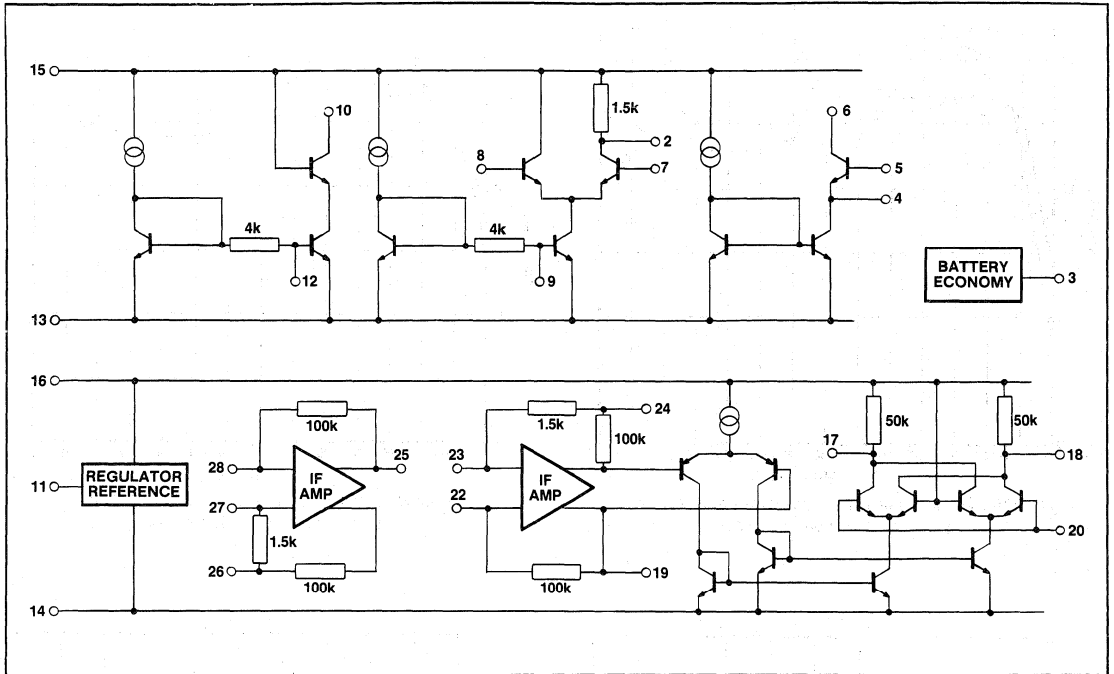 15
10
1.5k
2
6
8
7
5
4
4k
4k
12
9
BATTERY
ECONOMY
3
13
16
100k
1.5k
24
100k
50k
50k
28
25
23
17
18
IF
AMP
IF
AMP
REGULATOR
REFERENCE
11
27
22
20
1.5k
26
100k
100k
19
14